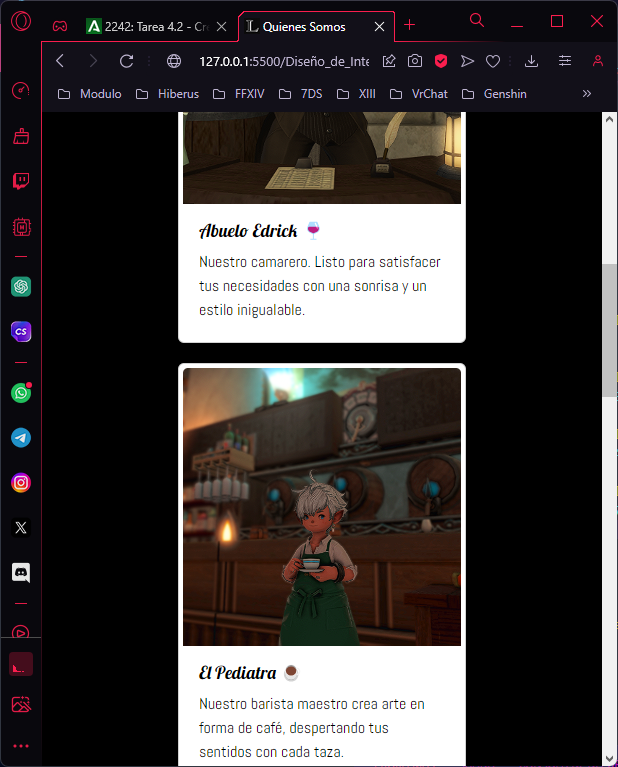 2242: Tarea 4.2 - Cre
Quienes Somos
127.0.0.1:5500/Diseño_de_Inte
Modulo
Hiberus
FFXIV
7DS
XIII
VrChat
Genshin
CS
Abuelo Edrick 🍷
Nuestro camarero. Listo para satisfacer
tus necesidades con una sonrisa y un
estilo inigualable.
El Pediatra ☕
Nuestro barista maestro crea arte en
forma de café, despertando tus
sentidos con cada taza.